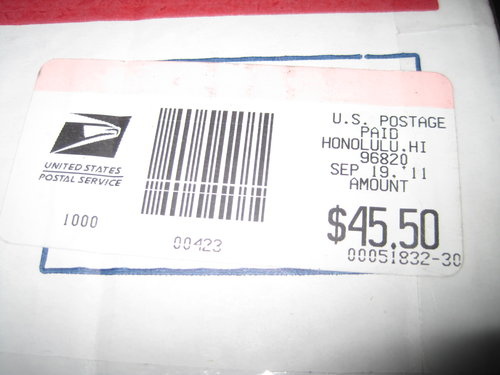 UNITED STATES
POSTAL SERVICE
1000
00423
U.S. POSTAGE
PAID
HONOLULU.HI
96820
SEP 19.'11
AMOUNT
$45.50
00051832-30